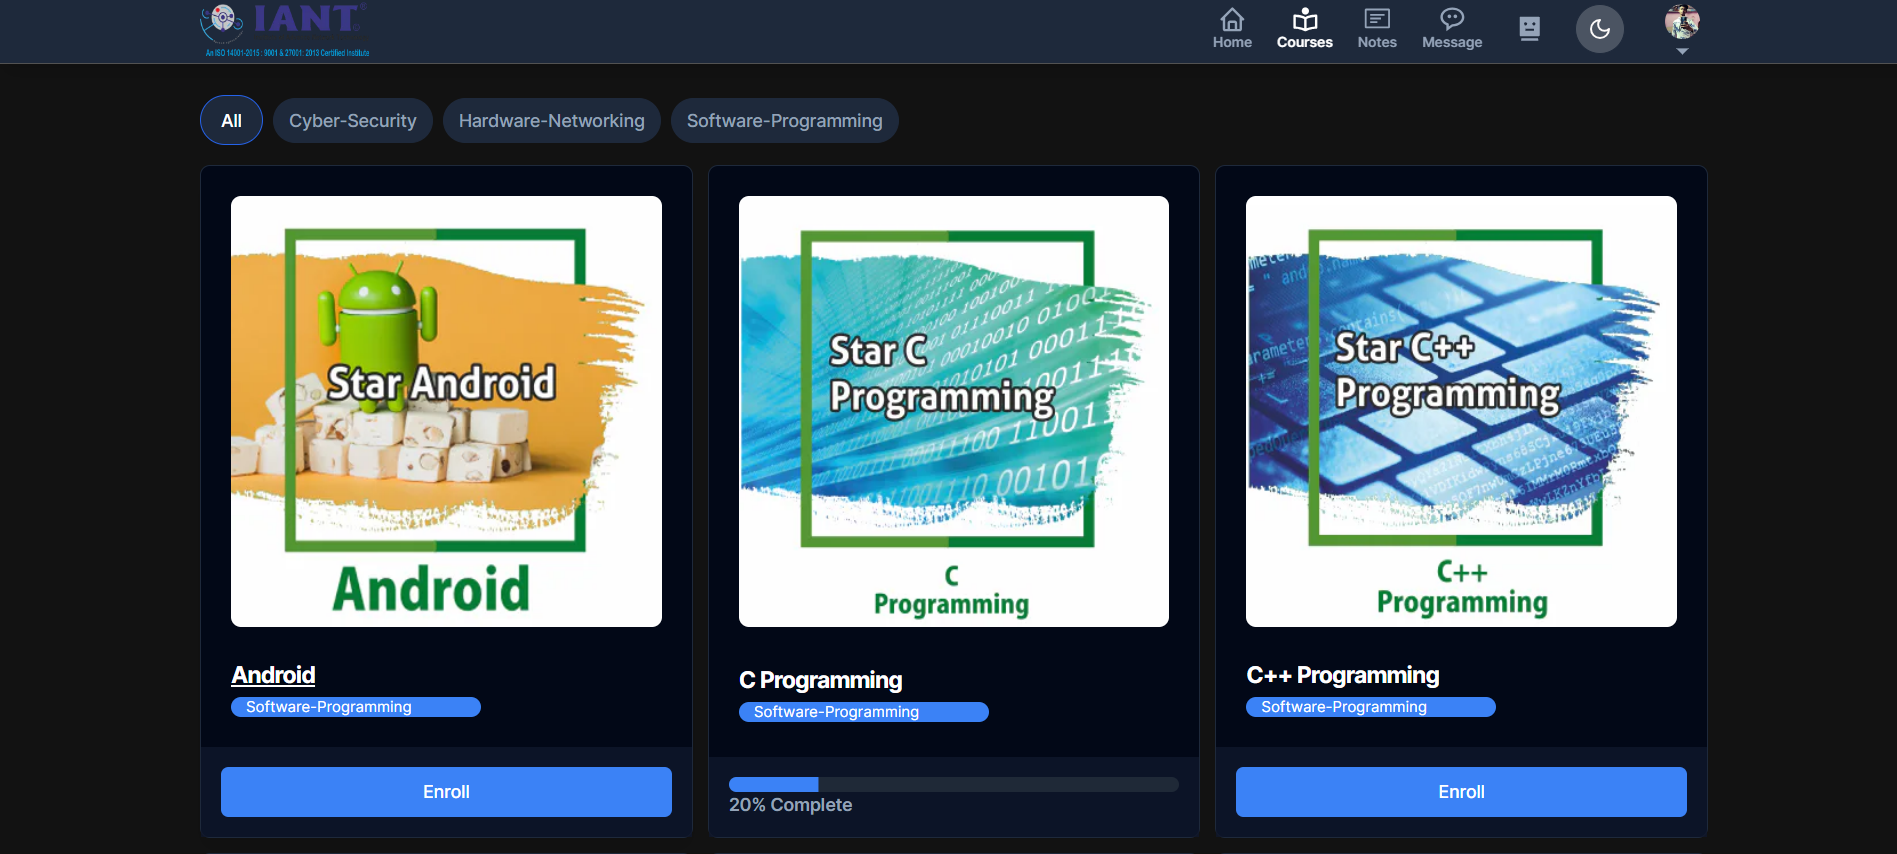 IANT®
An ISO 14001-2015 : 9001 & 27001: 2013 Certified Institute
Home
Courses
Notes
Message
All
Cyber-Security
Hardware-Networking
Software-Programming
Star Android
Android
Star C
Programming
C
Programming
Star C++
Programming
C++
Programming
Android
Software-Programming
C Programming
Software-Programming
C++ Programming
Software-Programming
Enroll
20% Complete
Enroll